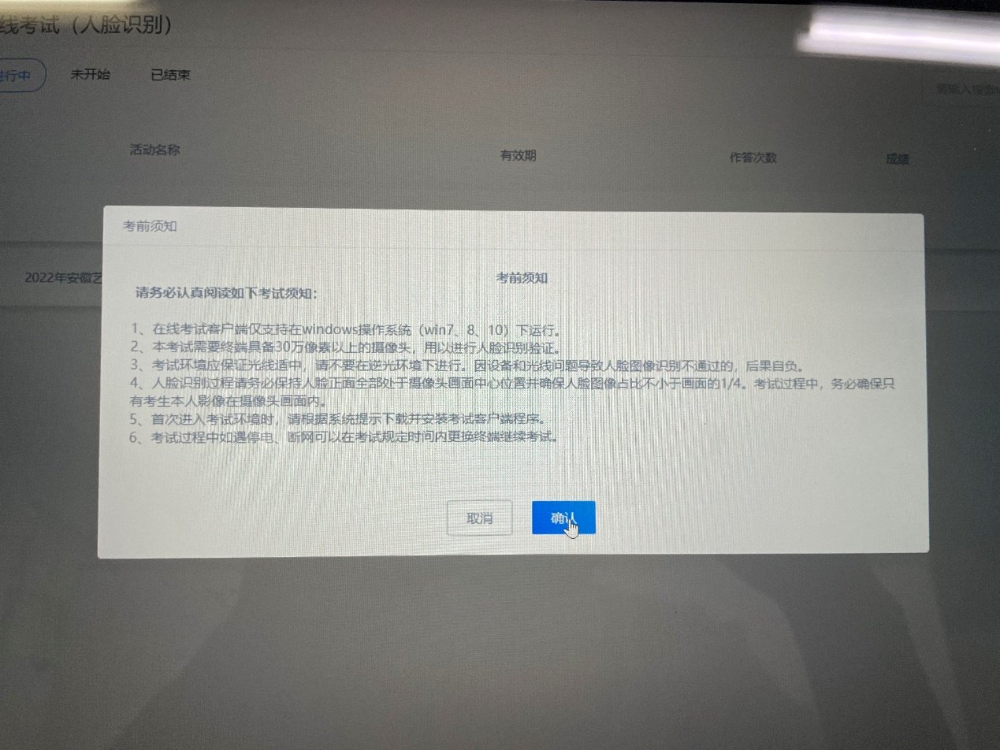 线考试（人脸识别）
进行中 未开始 已结束
请输入搜索
活动名称 有效期 作答次数 成绩
2022年安徽艺
考前须知
考前须知
请务必认真阅读如下考试须知：
1、在线考试客户端仅支持在windows操作系统（win7、8、10）下运行。
2、本考试需要终端具备30万像素以上的摄像头，用以进行人脸识别验证。
3、考试环境应保证光线适中，请不要在逆光环境下进行。因设备和光线问题导致人脸图像识别不通过的，后果自负。
4、人脸识别过程请务必保持人脸正面全部处于摄像头画面中心位置并确保人脸图像占比不小于画面的1/4。考试过程中，务必确保只
有考生本人影像在摄像头画面内。
5、首次进入考试环境时，请根据系统提示下载并安装考试客户端程序。
6、考试过程中如遇停电、断网可以在考试规定时间内更换终端继续考试。
取消 确认